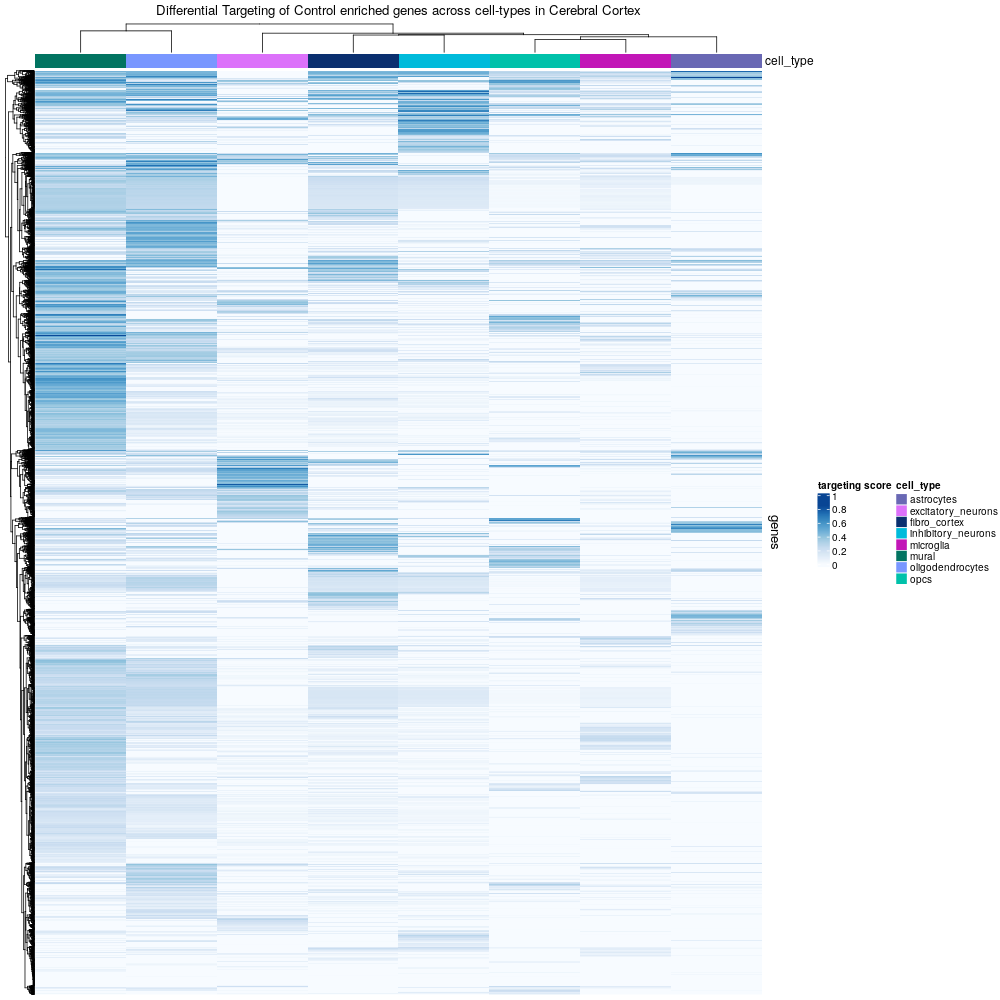 Differential Targeting of Control enriched genes across cell-types in Cerebral Cortex
cell_type
genes
targeting score
1
0.8
0.6
0.4
0.2
0
cell_type
astrocytes
excitatory_neurons
fibro_cortex
inhibitory_neurons
microglia
mural
oligodendrocytes
opcs